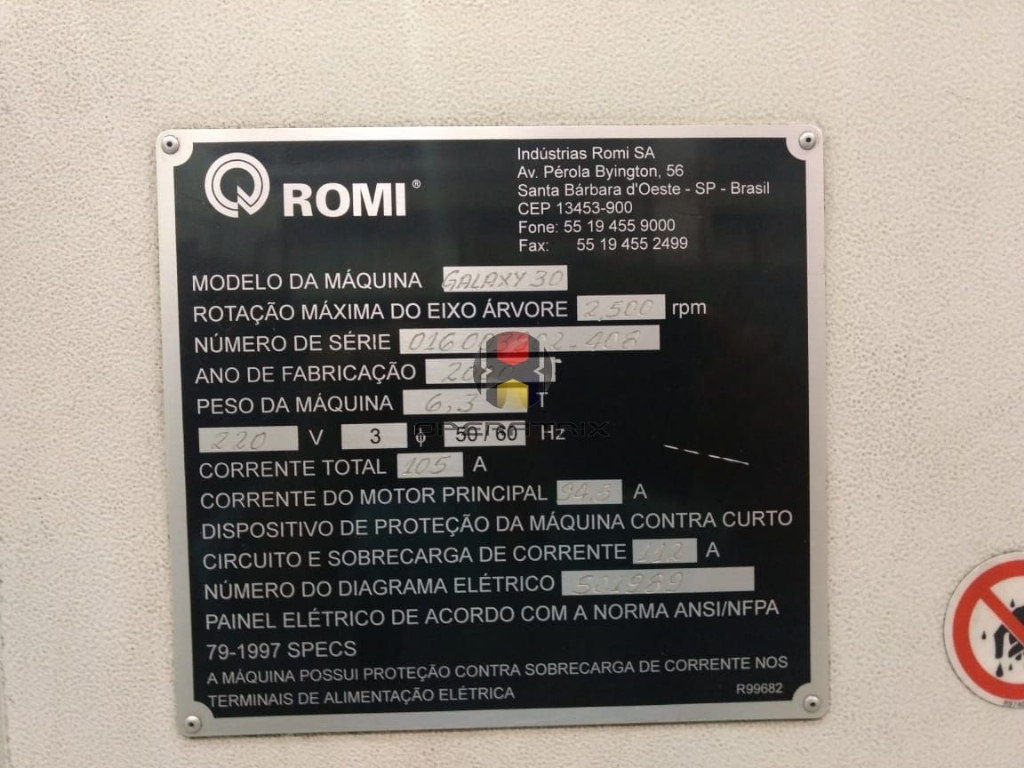 ROMI®
Indústrias Romi SA
Av. Pérola Byington, 56
Santa Bárbara d'Oeste - SP - Brasil
CEP 13453-900
Fone: 55 19 455 9000
Fax: 55 19 455 2499
MODELO DA MÁQUINA GALAXY 30
ROTAÇÃO MÁXIMA DO EIXO ÁRVORE 2,500 rpm
NÚMERO DE SÉRIE
ANO DE FABRICAÇÃO
PESO DA MÁQUINA T
220 V 3 ϕ 50 / 60 Hz
OPERATRIX
CORRENTE TOTAL 105 A
CORRENTE DO MOTOR PRINCIPAL 94,5 A
DISPOSITIVO DE PROTEÇÃO DA MÁQUINA CONTRA CURTO
CIRCUITO E SOBRECARGA DE CORRENTE A
NÚMERO DO DIAGRAMA ELÉTRICO
PAINEL ELÉTRICO DE ACORDO COM A NORMA ANSI/NFPA
79-1997 SPECS
A MÁQUINA POSSUI PROTEÇÃO CONTRA SOBRECARGA DE CORRENTE NOS
TERMINAIS DE ALIMENTAÇÃO ELÉTRICA
R99682